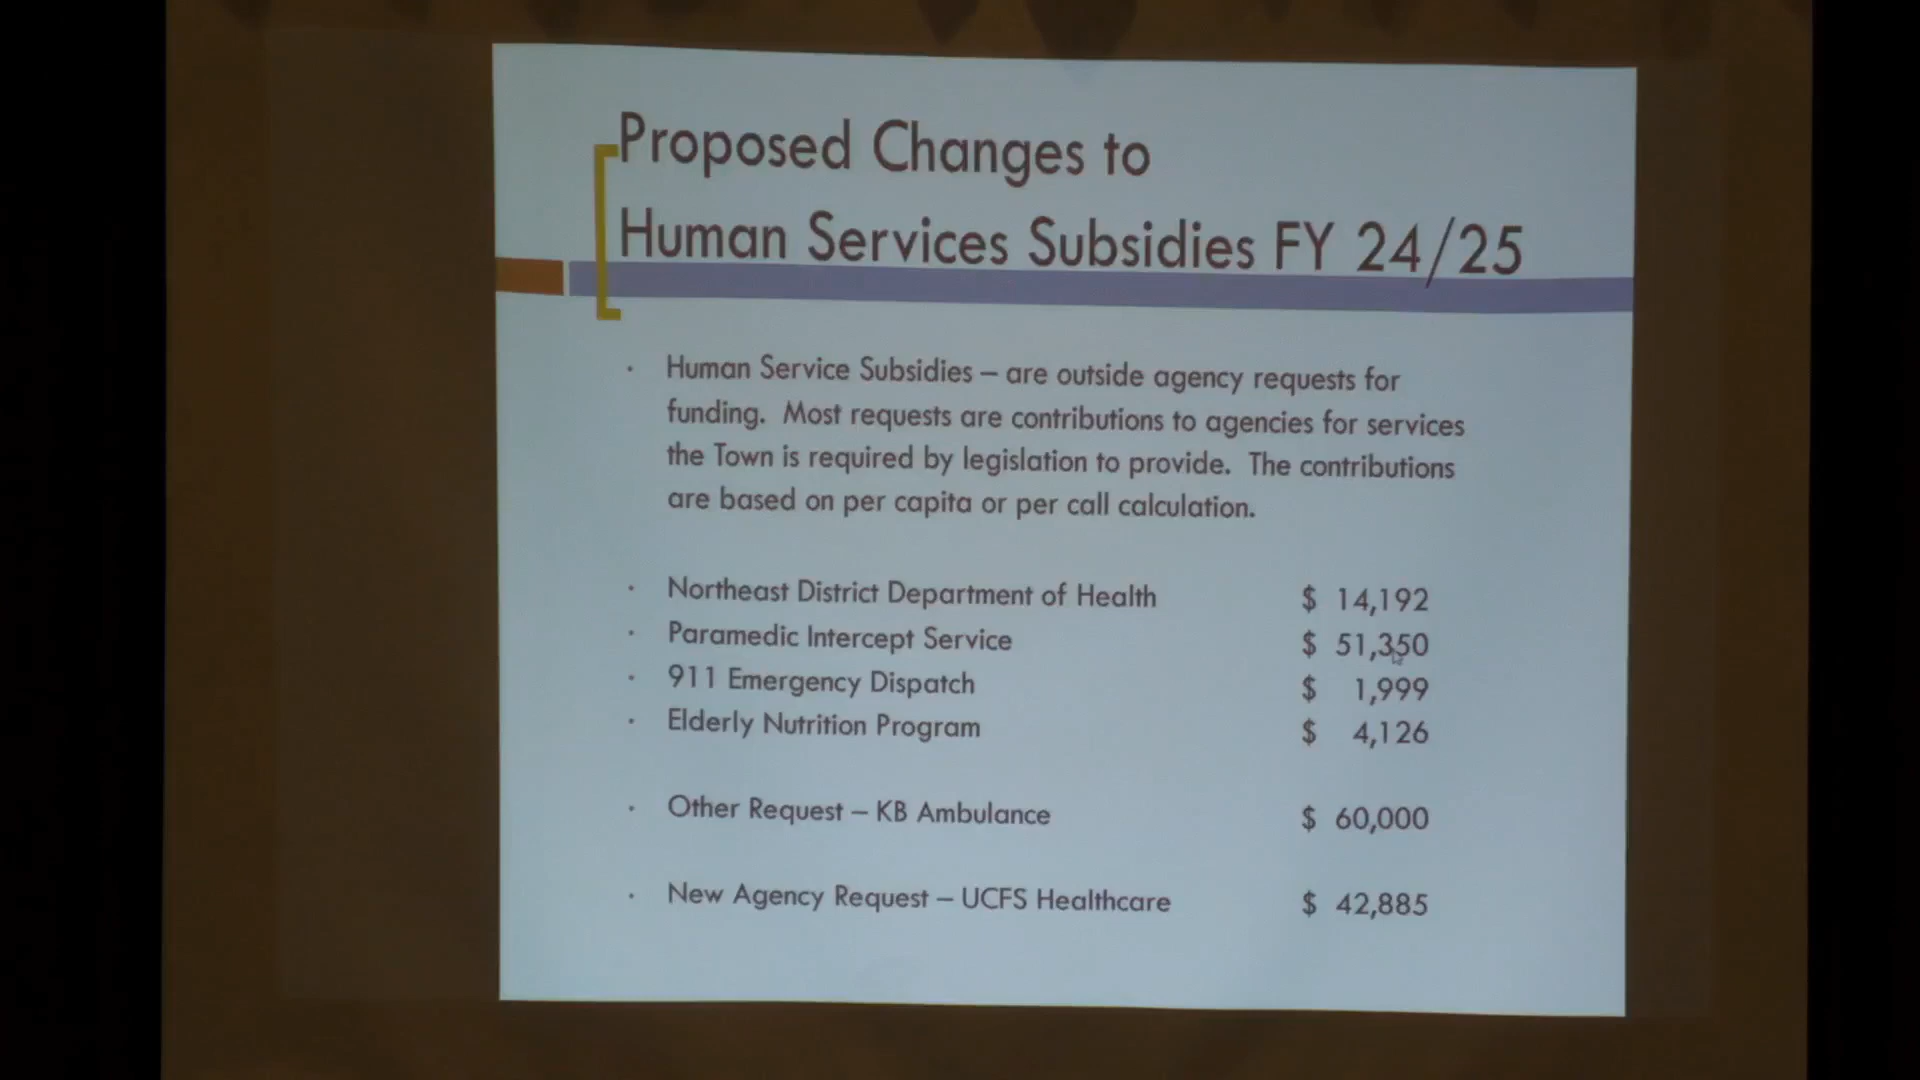 Proposed Changes to
Human Services Subsidies FY 24/25
· Human Service Subsidies – are outside agency requests for
funding. Most requests are contributions to agencies for services
the Town is required by legislation to provide. The contributions
are based on per capita or per call calculation.
· Northeast District Department of Health $ 14,192
· Paramedic Intercept Service $ 51,350
· 911 Emergency Dispatch $ 1,999
· Elderly Nutrition Program $ 4,126
· Other Request – KB Ambulance $ 60,000
· New Agency Request – UCFS Healthcare $ 42,885